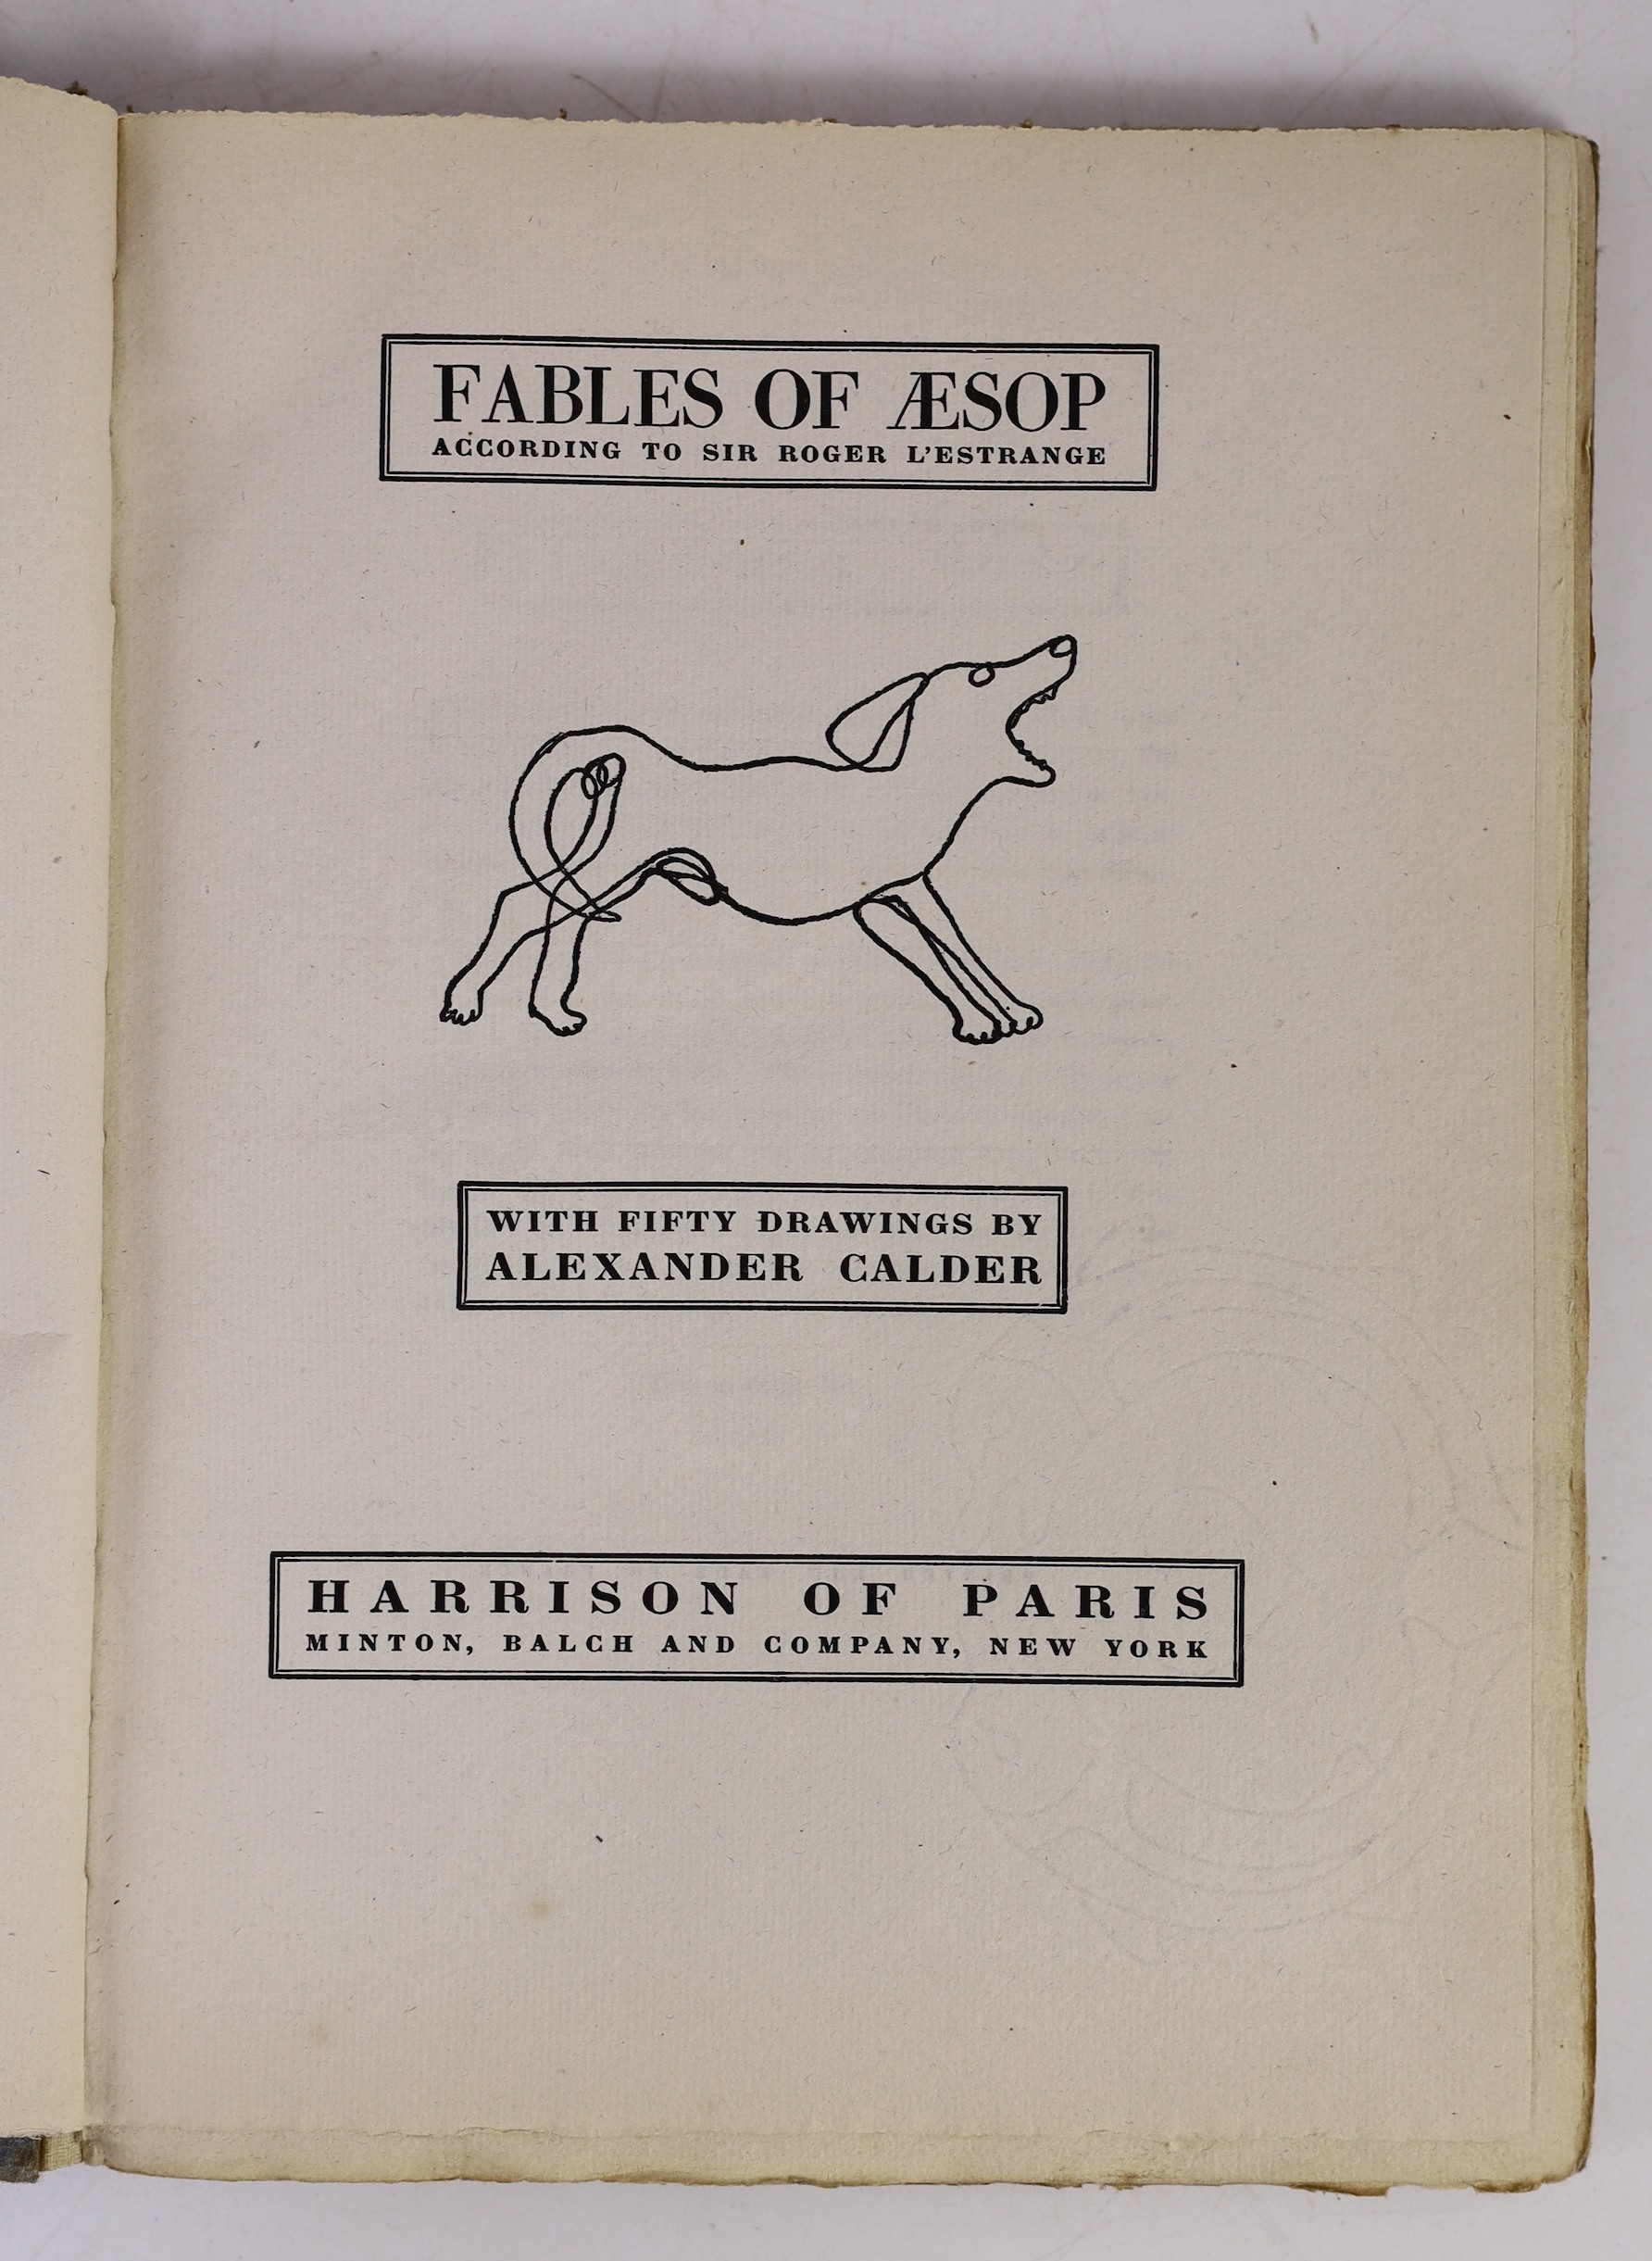 FABLES OF ÆSOP
ACCORDING TO SIR ROGER L'ESTRANGE
WITH FIFTY DRAWINGS BY
ALEXANDER CALDER
HARRISON OF PARIS
MINTON, BALCH AND COMPANY, NEW YORK